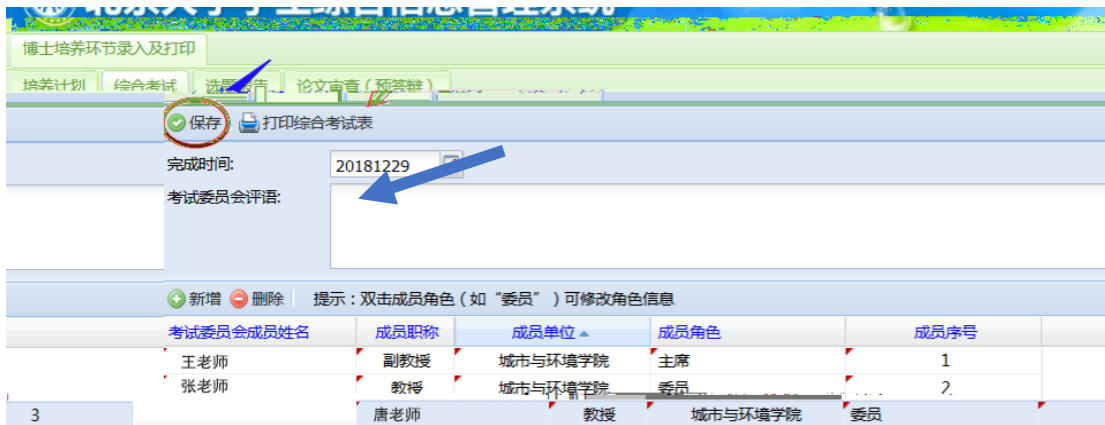 博士培养环节录入及打印
培养计划 综合考试 选题报告 论文审查（预答辩）
保存 打印综合考试表
完成时间: 20181229
考试委员会评语:
新增 删除 提示：双击成员角色（如“委员”）可修改角色信息
考试委员会成员姓名 成员职称 成员单位 成员角色 成员序号
王老师 副教授 城市与环境学院 主席 1
张老师 教授 城市与环境学院 委员 2
3 唐老师 教授 城市与环境学院 委员